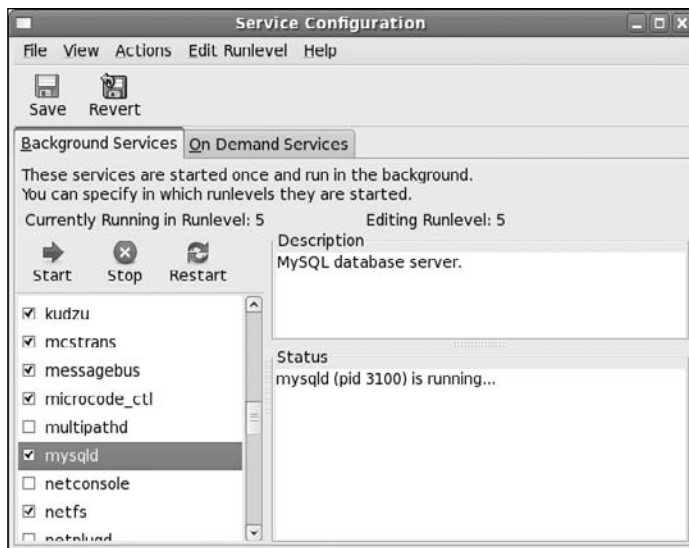 Service Configuration
File View Actions Edit Runlevel Help
Save Revert
Background Services On Demand Services
These services are started once and run in the background.
You can specify in which runlevels they are started.
Currently Running in Runlevel: 5 Editing Runlevel: 5
Start Stop Restart
kudzu
mcstrans
messagebus
microcode_ctl
multipathd
mysqld
netconsole
netfs
netplugd
Description
MySQL database server.
Status
mysqld (pid 3100) is running...